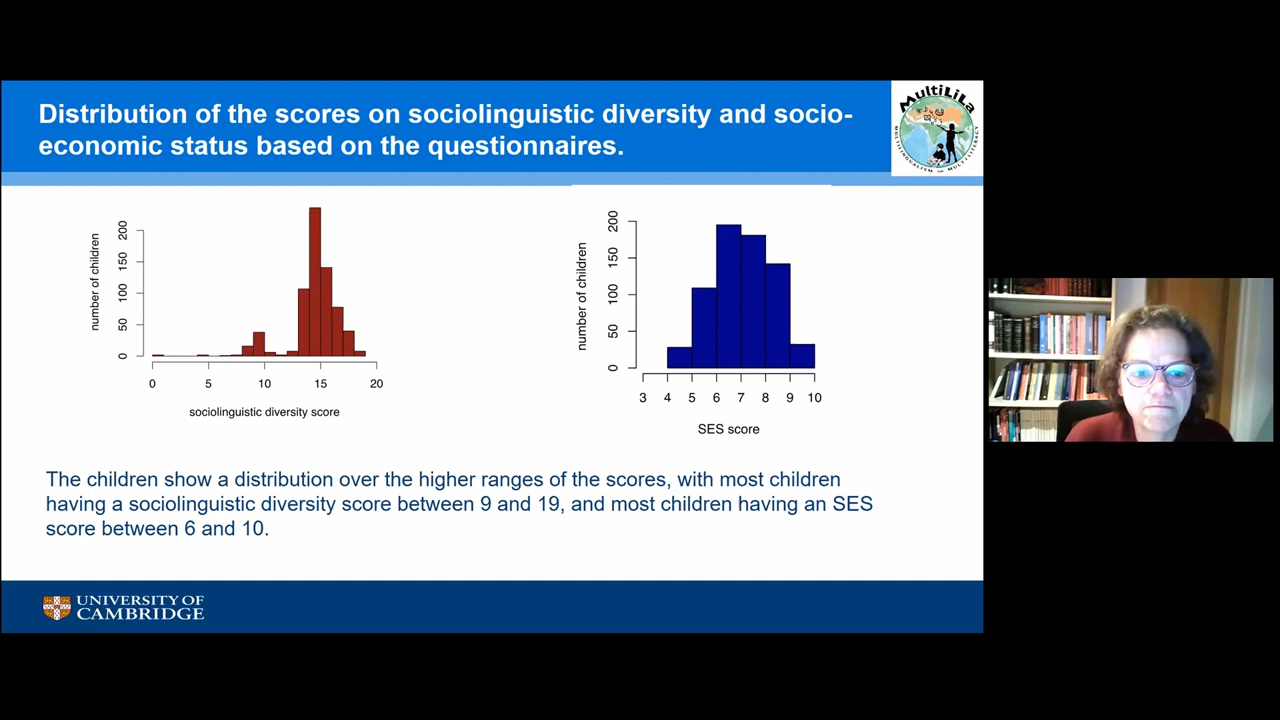 Distribution of the scores on sociolinguistic diversity and socio-
economic status based on the questionnaires.
MultiLiLa
MULTILINGUALISM & MULTILITERACY
number of children
0 50 100 150 200
0 5 10 15 20
sociolinguistic diversity score
number of children
0 50 100 150 200
3 4 5 6 7 8 9 10
SES score
The children show a distribution over the higher ranges of the scores, with most children
having a sociolinguistic diversity score between 9 and 19, and most children having an SES
score between 6 and 10.
UNIVERSITY OF
CAMBRIDGE